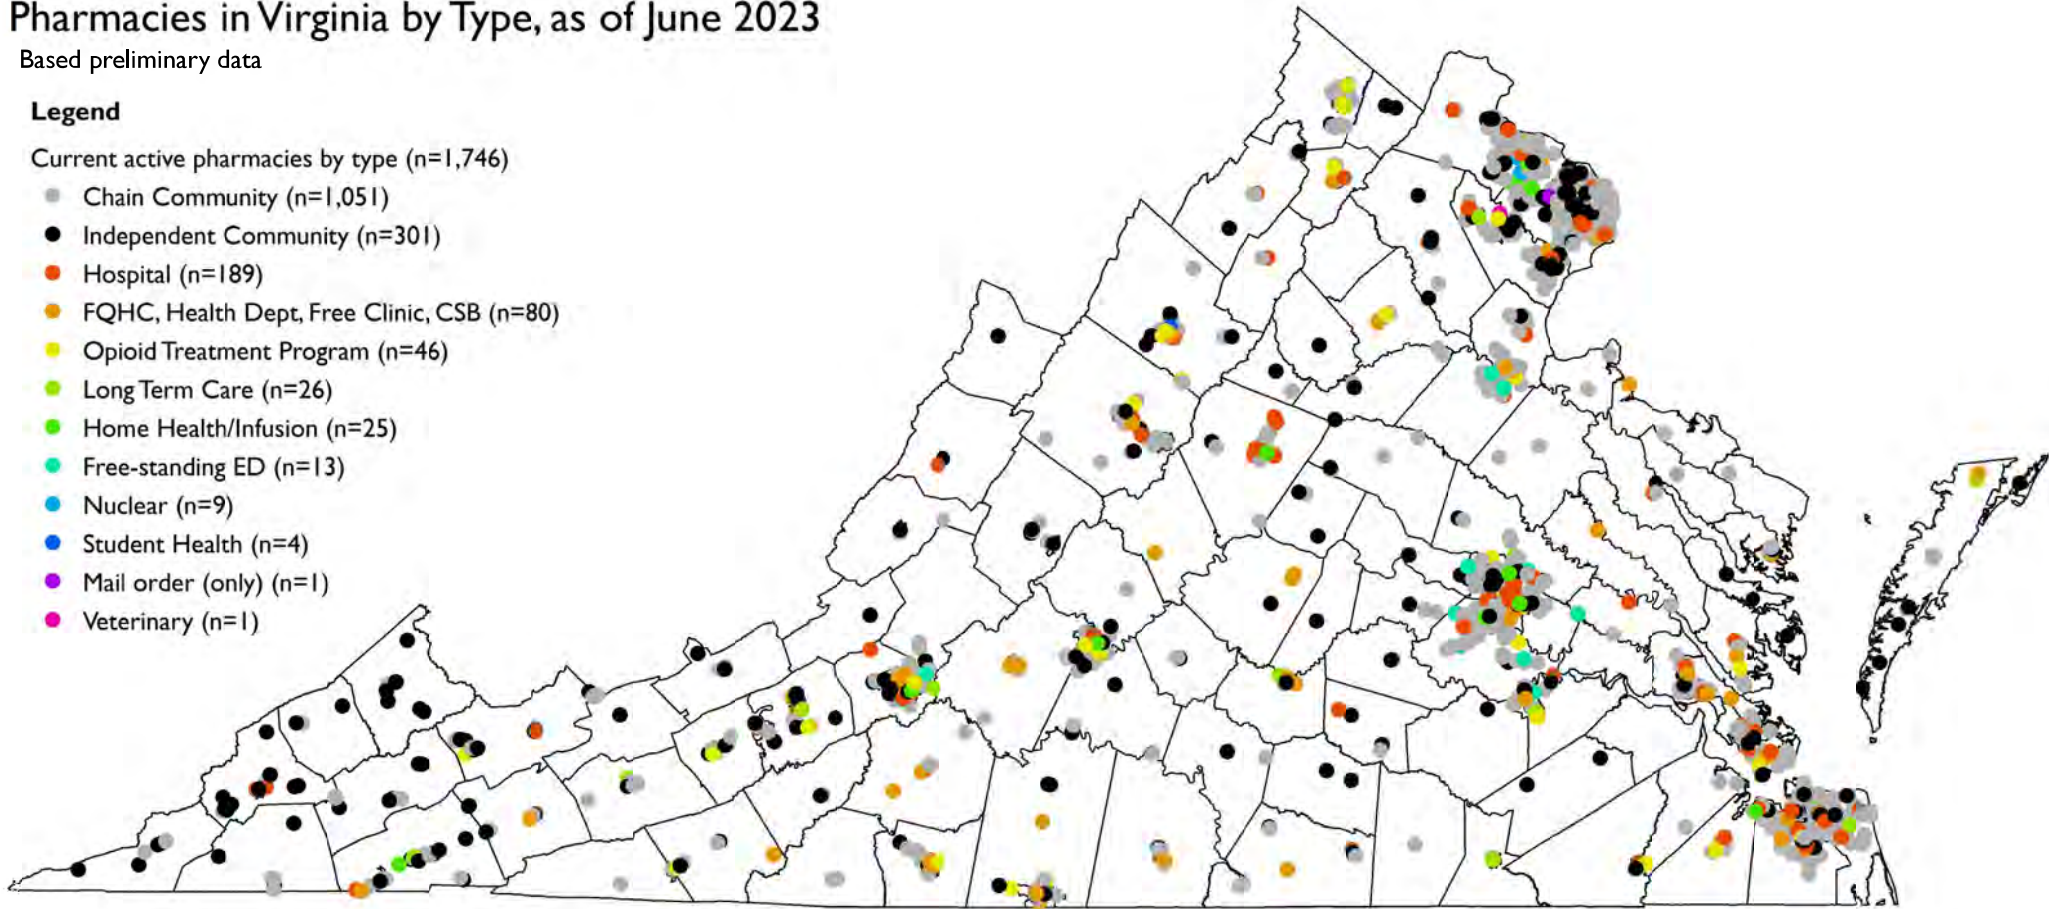 Pharmacies in Virginia by Type, as of June 2023
Based preliminary data
Legend
Current active pharmacies by type (n=1,746)
Chain Community (n=1,051)
Independent Community (n=301)
Hospital (n=189)
FQHC, Health Dept, Free Clinic, CSB (n=80)
Opioid Treatment Program (n=46)
Long Term Care (n=26)
Home Health/Infusion (n=25)
Free-standing ED (n=13)
Nuclear (n=9)
Student Health (n=4)
Mail order (only) (n=1)
Veterinary (n=1)